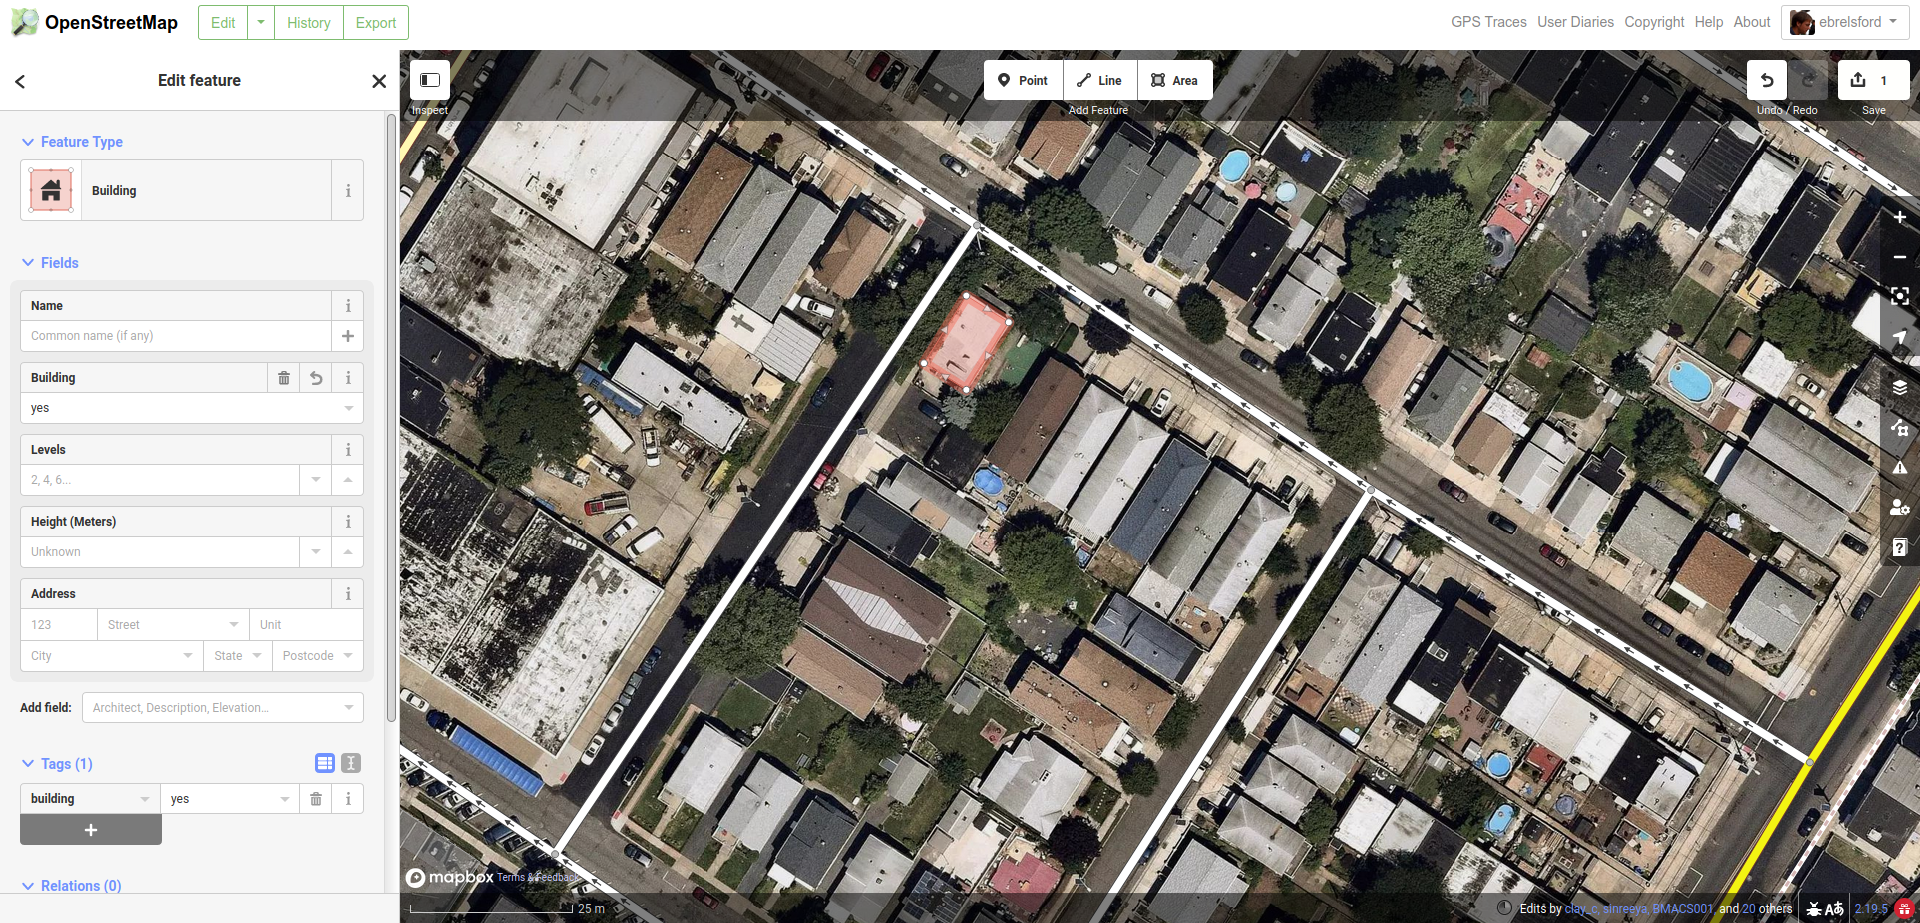 OpenStreetMap
Edit
History
Export
GPS Traces
User Diaries
Copyright
Help
About
ebrelsford
Edit feature
Inspect
Point
Line
Area
Add Feature
Undo / Redo
1
Save
Feature Type
Building
i
Fields
Name
i
Common name (if any)
+
Building
i
yes
Levels
i
2, 4, 6...
Height (Meters)
i
Unknown
Address
i
123
Street
Unit
City
State
Postcode
Add field:
Architect, Description, Elevation...
Tags (1)
building
yes
i
+
Relations (0)
mapbox
Terms & Feedback
25 m
Edits by clay_c, slnreeya, BMACS001, and 20 others
2.19.5